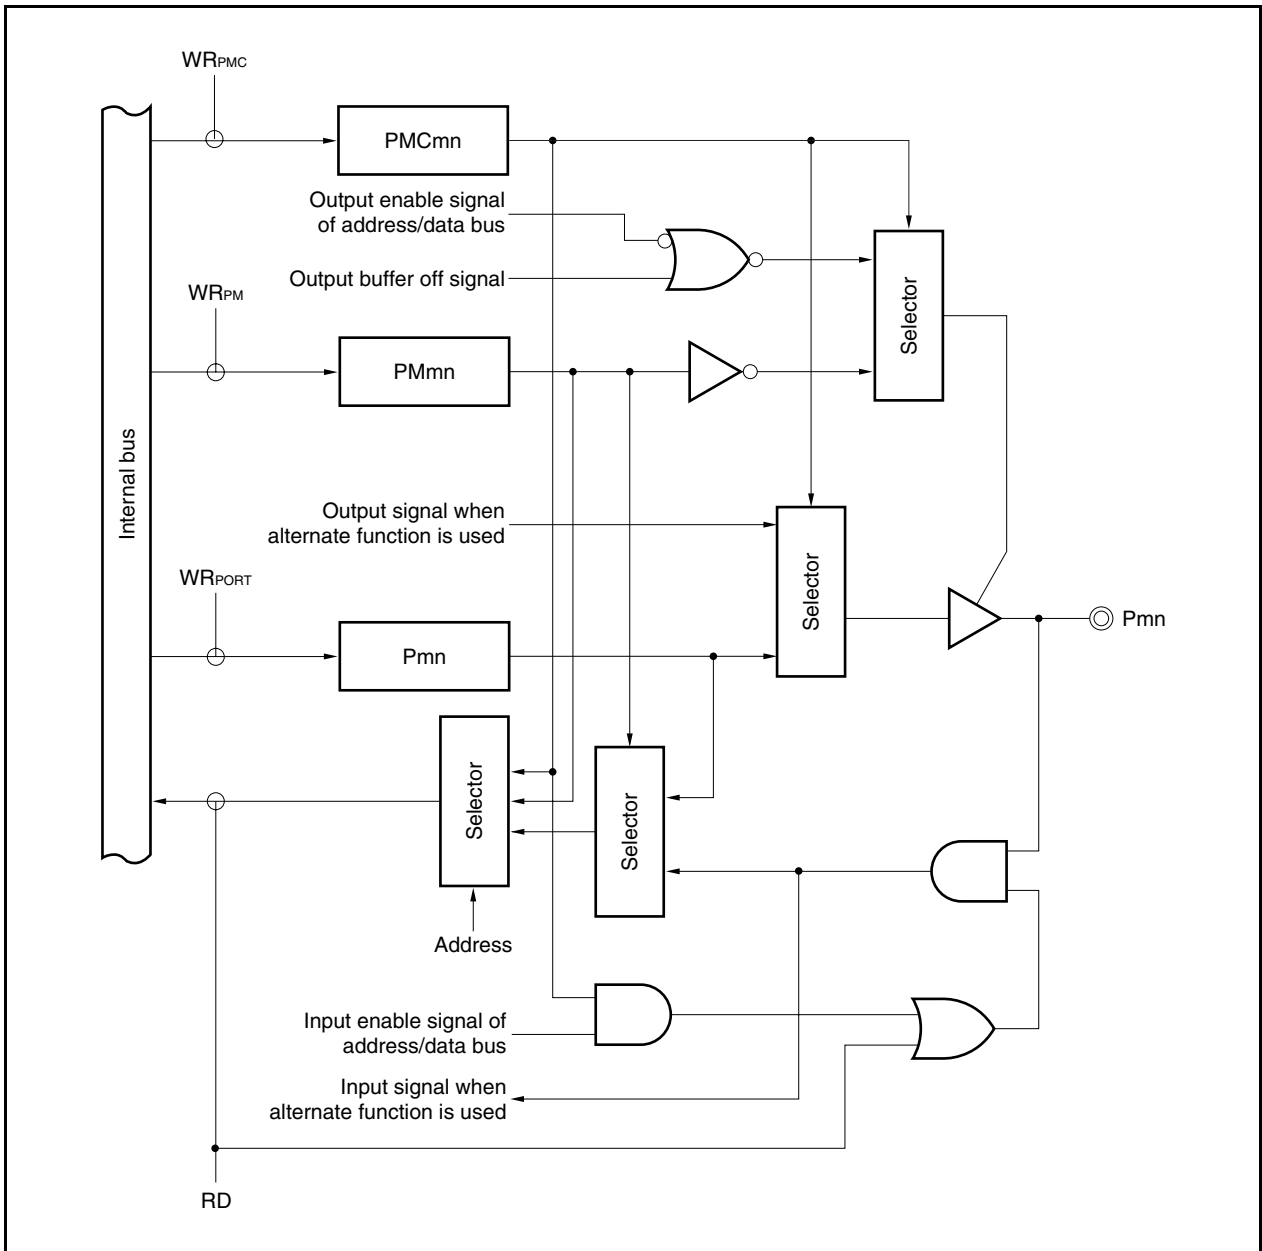 WRPMC
PMCmn
Output enable signal
of address/data bus
Output buffer off signal
Selector
WRPM
PMmn
Internal bus
Output signal when
alternate function is used
Selector
WRPORT
Pmn
Pmn
Selector
Selector
Address
Input enable signal of
address/data bus
Input signal when
alternate function is used
RD